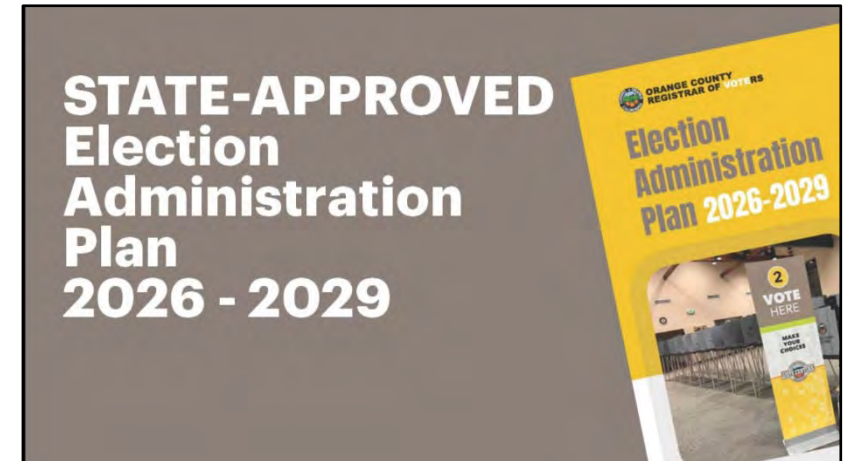 STATE-APPROVED
Election
Administration
Plan
2026 - 2029
ORANGE COUNTY
REGISTRAR OF VOTERS
Election
Administration
Plan 2026-2029
2
VOTE
HERE
MAKE
YOUR
CHOICES